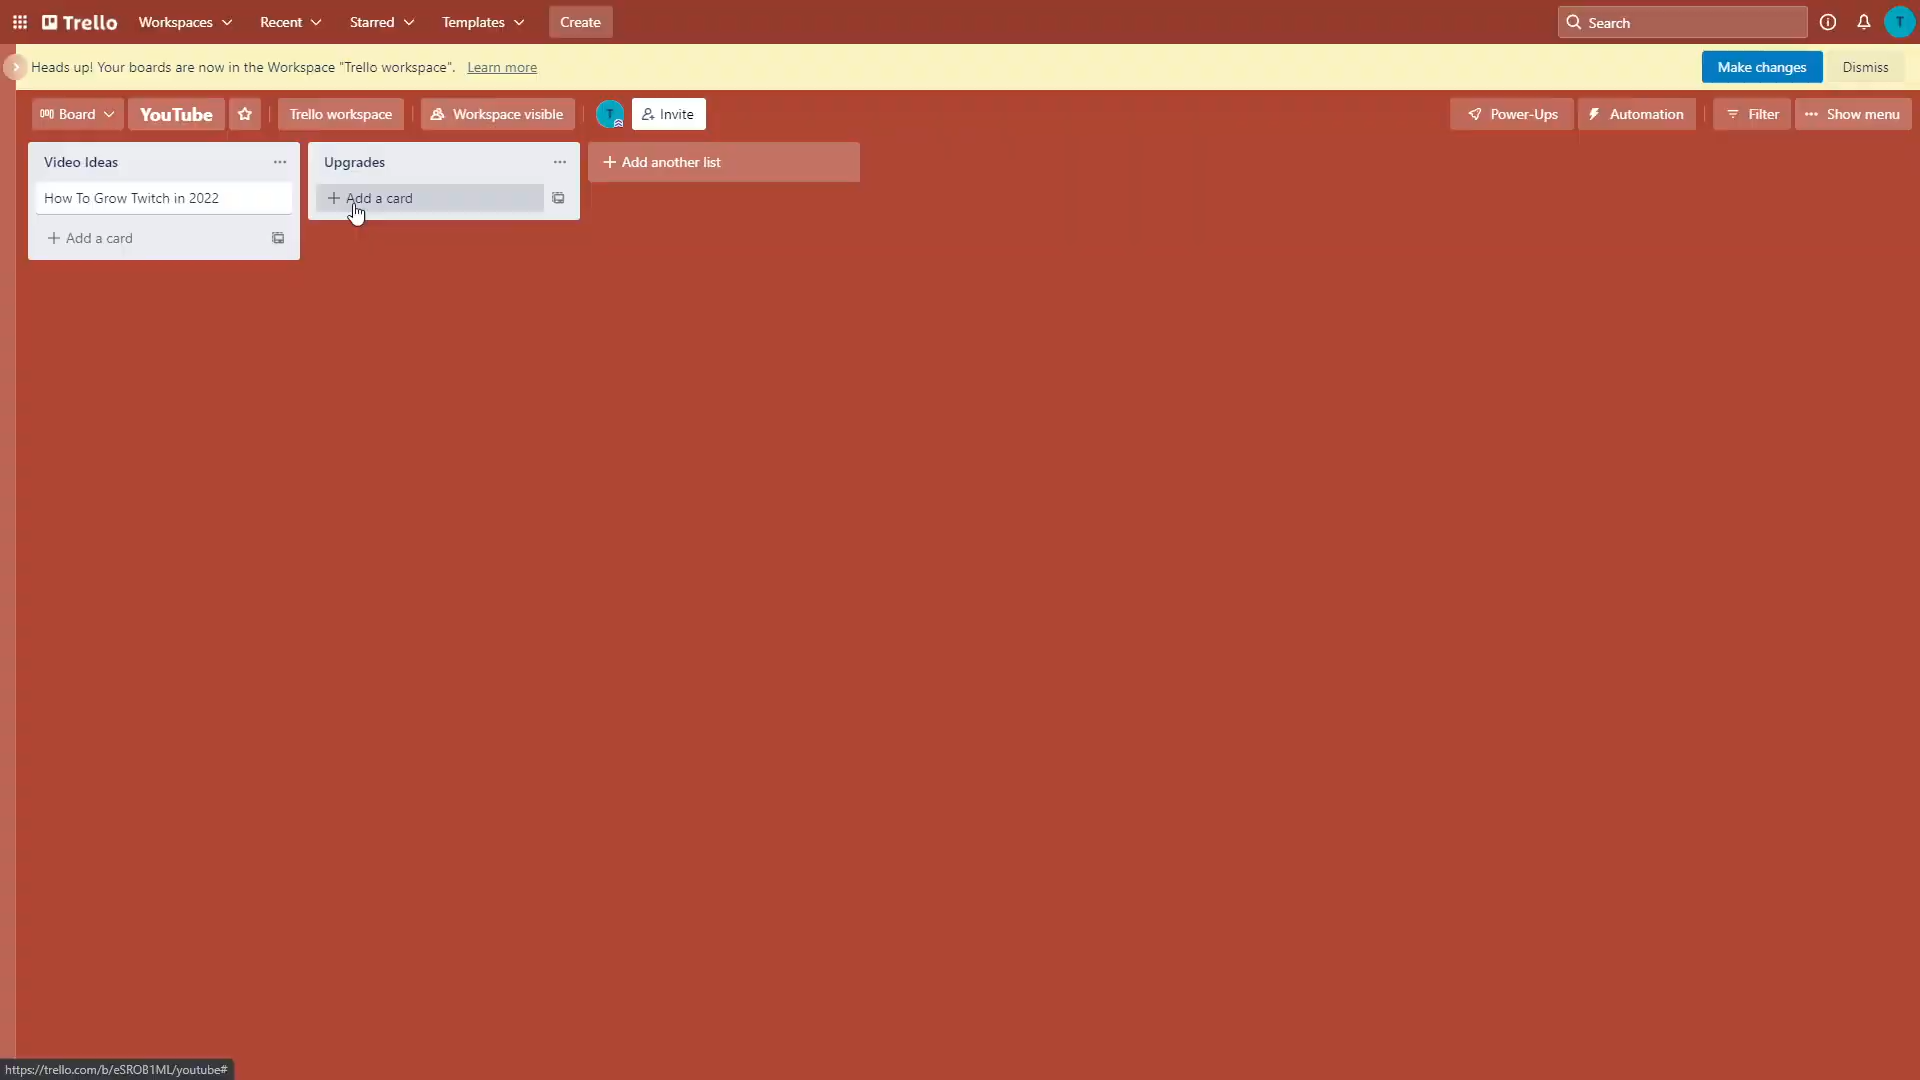 Trello Workspaces Recent Starred Templates Create Search T
Heads up! Your boards are now in the Workspace "Trello workspace". Learn more Make changes Dismiss
Board YouTube Trello workspace Workspace visible T Invite Power-Ups Automation Filter Show menu
Video Ideas
How To Grow Twitch in 2022
Add a card
Upgrades
Add a card
Add another list
https://trello.com/b/eSROB1ML/youtube#